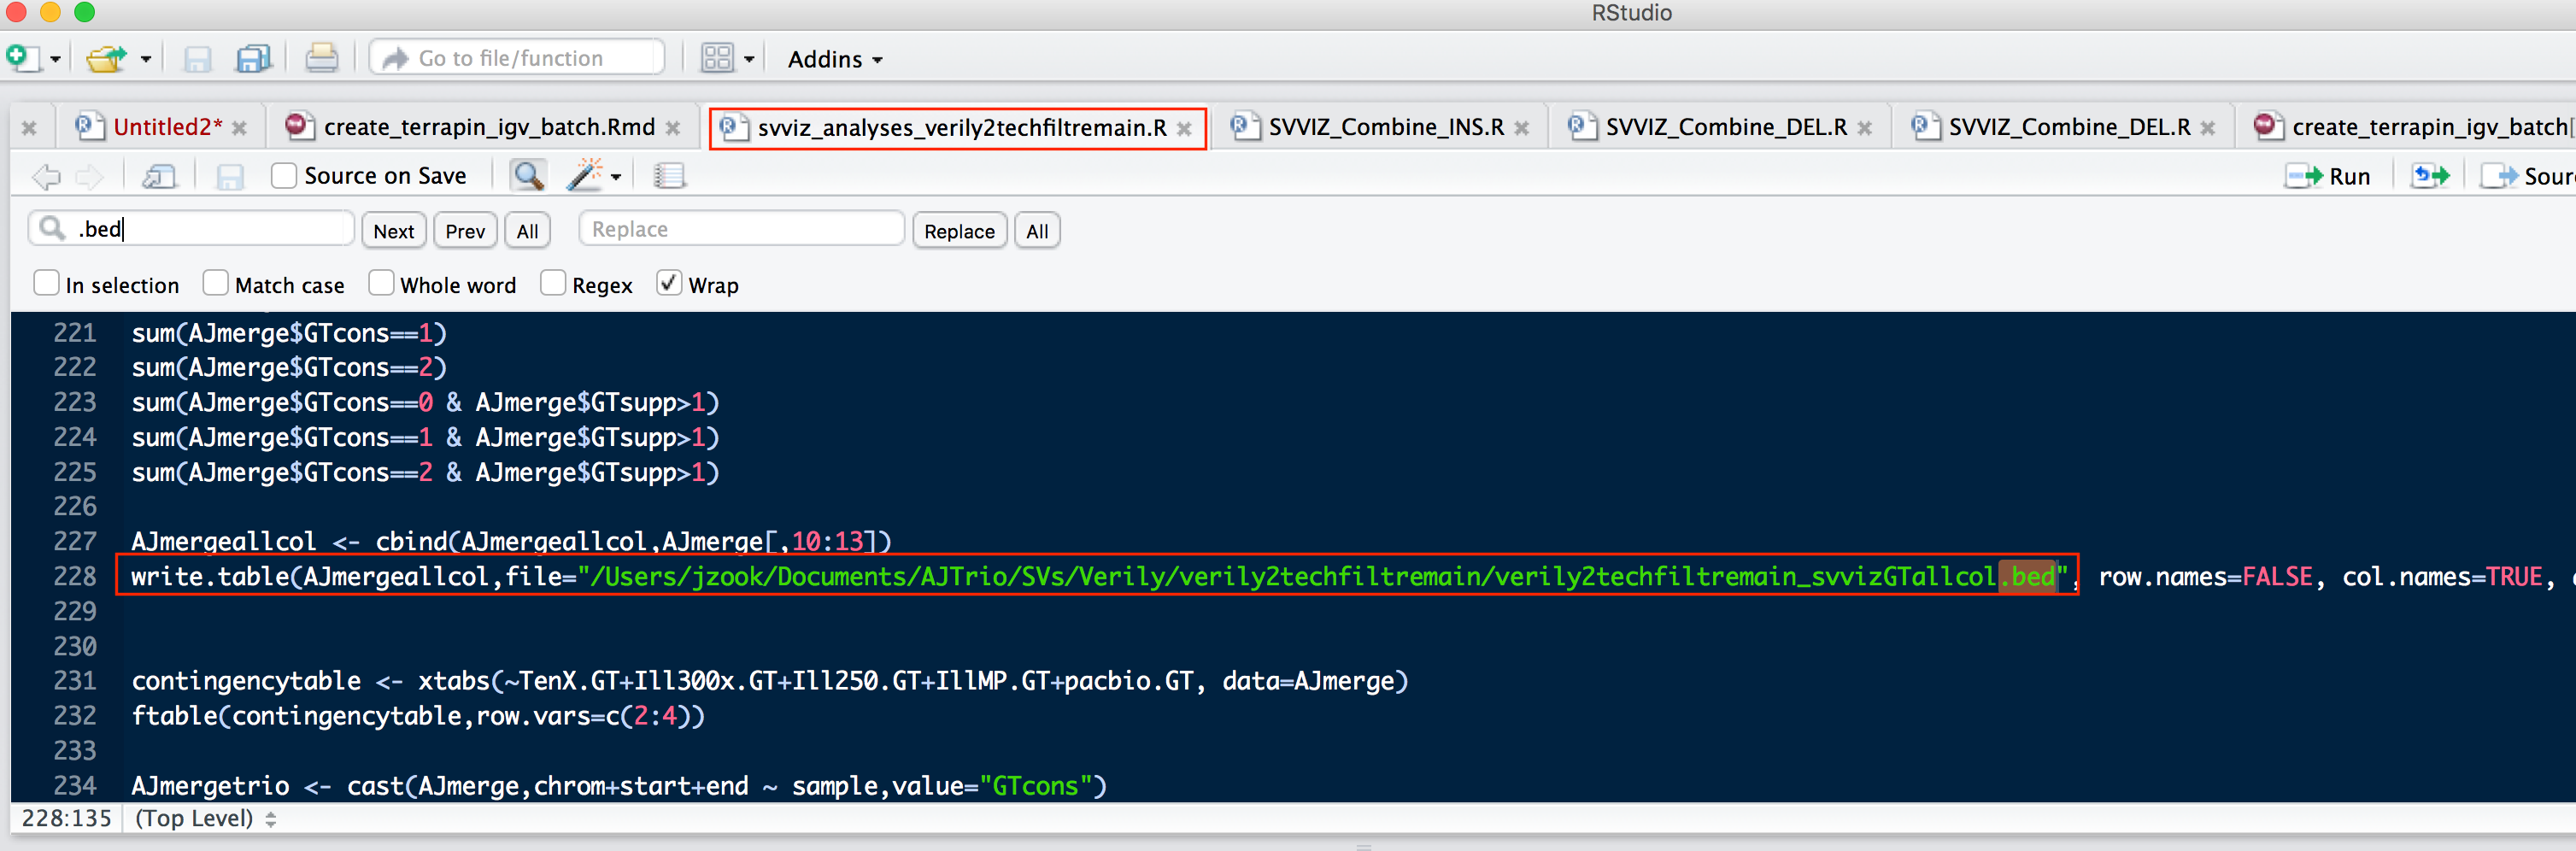 RStudio
Go to file/function Addins
Untitled2* create_terrapin_igv_batch.Rmd svviz_analyses_verily2techfiltremain.R SVVIZ_Combine_INS.R SVVIZ_Combine_DEL.R SVVIZ_Combine_DEL.R create_terrapin_igv_batch[
Source on Save Run Sour
.bed Next Prev All Replace Replace All
In selection Match case Whole word Regex Wrap
221 sum(AJmerge$GTcons==1)
222 sum(AJmerge$GTcons==2)
223 sum(AJmerge$GTcons==0 & AJmerge$GTsupp>1)
224 sum(AJmerge$GTcons==1 & AJmerge$GTsupp>1)
225 sum(AJmerge$GTcons==2 & AJmerge$GTsupp>1)
226
227 AJmergeallcol <- cbind(AJmergeallcol,AJmerge[,10:13])
228 write.table(AJmergeallcol,file="/Users/jzook/Documents/AJTrio/SVs/Verily/verily2techfiltremain/verily2techfiltremain_svvizGTallcol.bed", row.names=FALSE, col.names=TRUE,
229
230
231 contingencytable <- xtabs(~TenX.GT+Ill300x.GT+Ill250.GT+IllMP.GT+pacbio.GT, data=AJmerge)
232 ftable(contingencytable,row.vars=c(2:4))
233
234 AJmergetrio <- cast(AJmerge,chrom+start+end ~ sample,value="GTcons")
228:135 (Top Level)